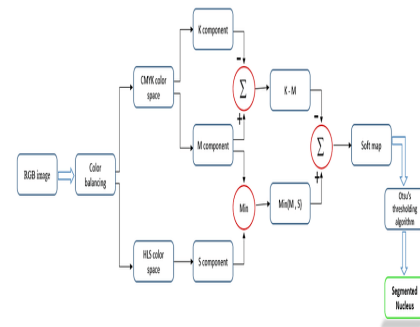 K component
-
CMYK color
space
Σ
K - M
+
-
M component
Σ
Soft map
RGB image
Color
balancing
+
Min
Min(M , S)
Otsu's
thresholding
algorithm
HLS color
space
S component
Segmented
Nucleus